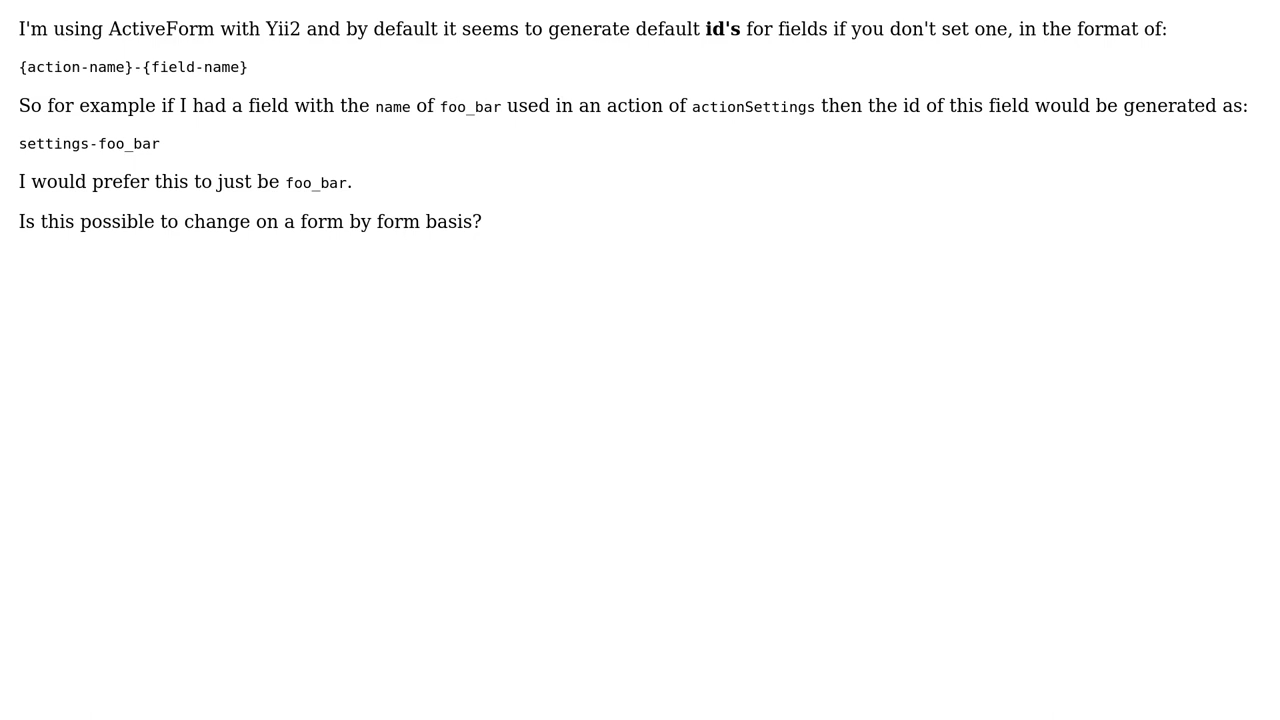 I'm using ActiveForm with Yii2 and by default it seems to generate default id's for fields if you don't set one, in the format of:
{action-name}-{field-name}
So for example if I had a field with the name of foo_bar used in an action of actionSettings then the id of this field would be generated as:
settings-foo_bar
I would prefer this to just be foo_bar.
Is this possible to change on a form by form basis?